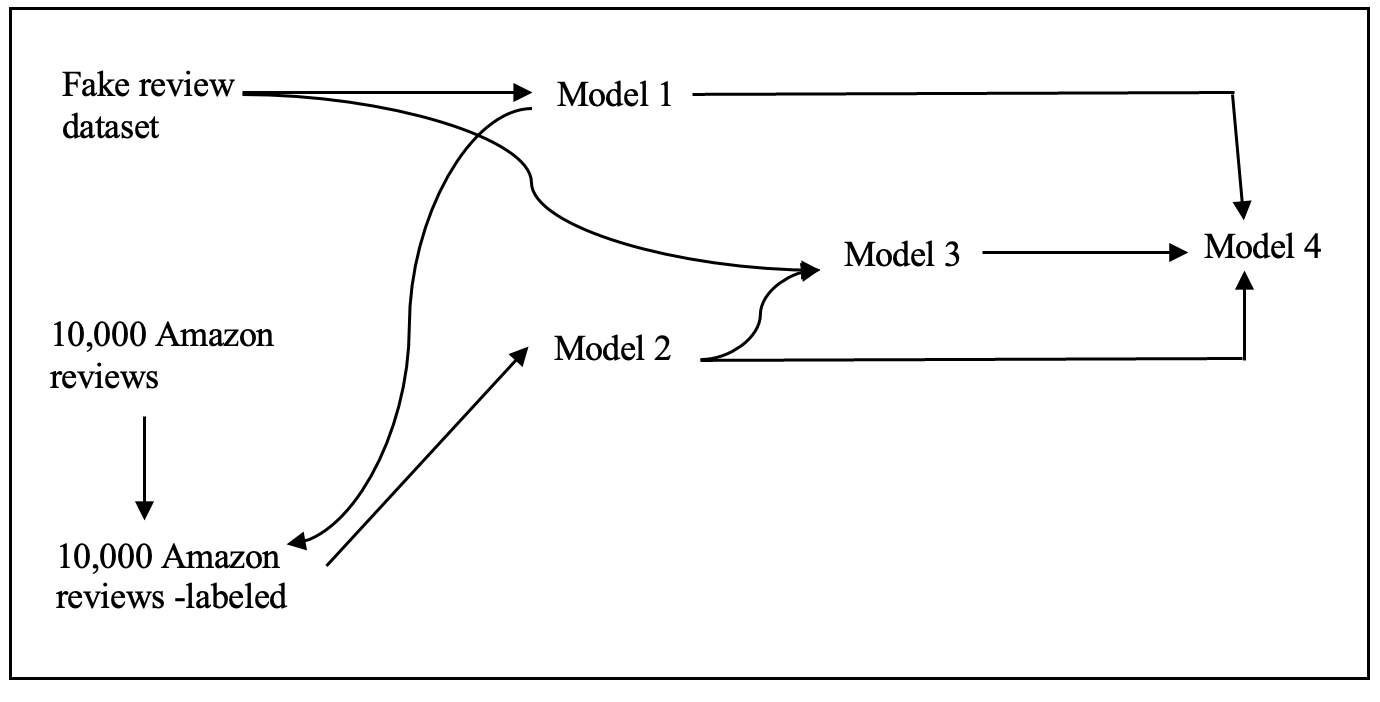 Fake review
dataset
Model 1
Model 3
Model 4
10,000 Amazon
reviews
Model 2
10,000 Amazon
reviews -labeled